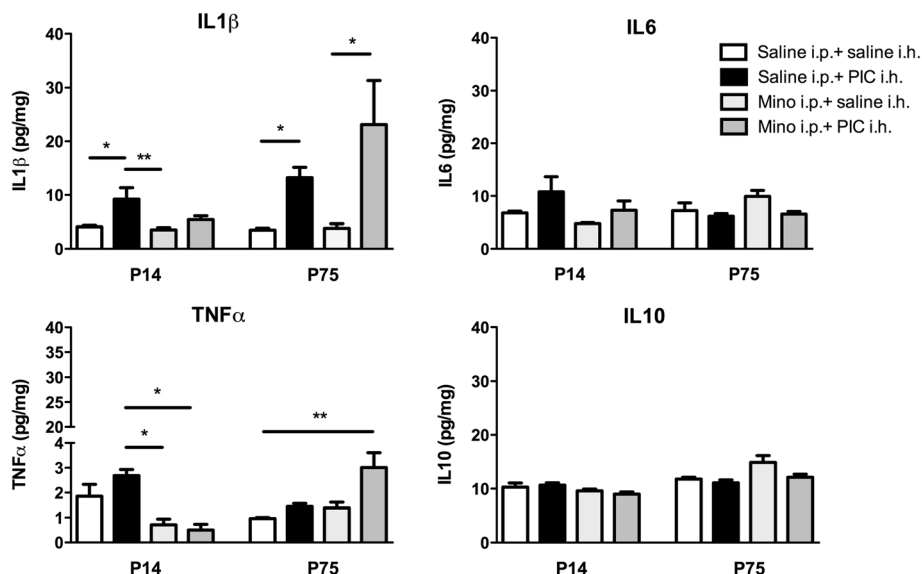 IL1β
IL1β (pg/mg)
40
30
20
10
0
*
**
*
*
P14
P75
IL6
IL6 (pg/mg)
40
30
20
10
0
P14
P75
Saline i.p.+ saline i.h.
Saline i.p.+ PIC i.h.
Mino i.p.+ saline i.h.
Mino i.p.+ PIC i.h.
TNFα
TNFα (pg/mg)
40
35
30
25
20
4
3
2
1
0
*
*
**
P14
P75
IL10
IL10 (pg/mg)
40
30
20
10
0
P14
P75